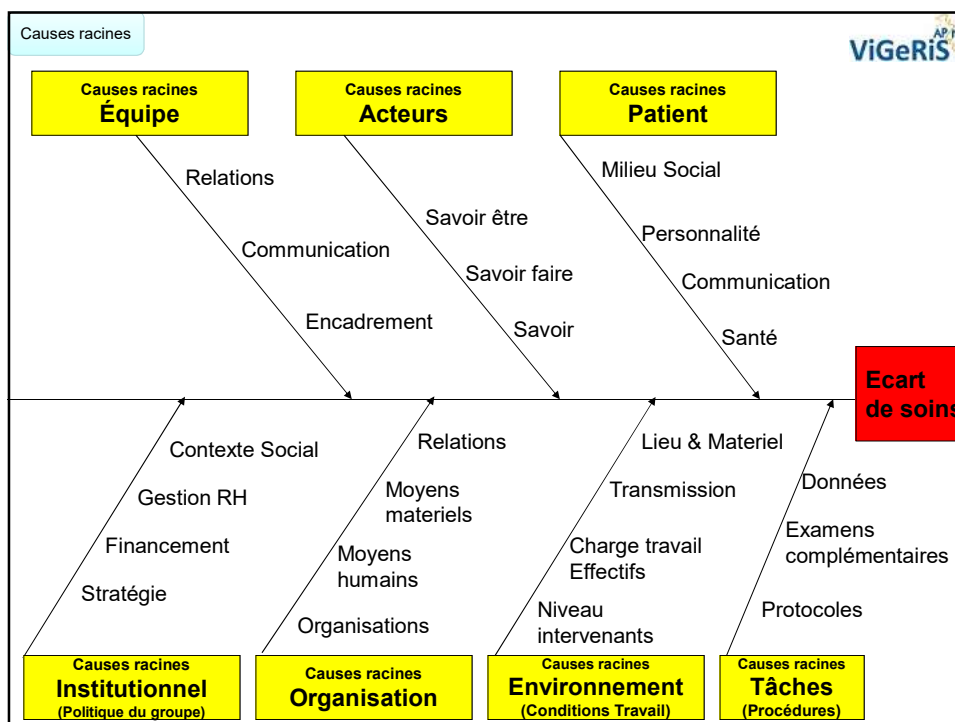 Causes racines
AP
ViGeRiS
Causes racines
Équipe
Causes racines
Acteurs
Causes racines
Patient
Relations
Communication
Encadrement
Savoir être
Savoir faire
Savoir
Milieu Social
Personnalité
Communication
Santé
Ecart
de soins
Contexte Social
Gestion RH
Financement
Stratégie
Relations
Moyens
materiels
Moyens
humains
Organisations
Lieu & Materiel
Transmission
Charge travail
Effectifs
Niveau
intervenants
Données
Examens
complémentaires
Protocoles
Causes racines
Institutionnel
(Politique du groupe)
Causes racines
Organisation
Causes racines
Environnement
(Conditions Travail)
Causes racines
Tâches
(Procédures)